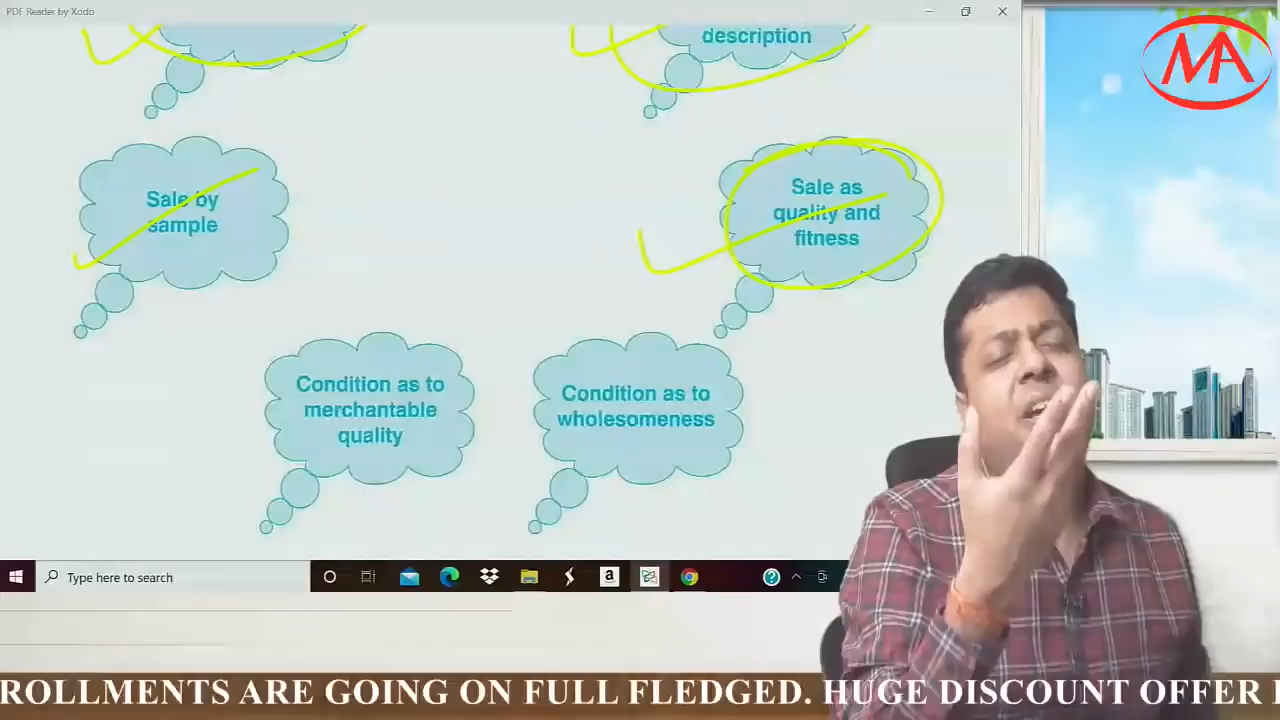 PDF Reader by Xodo
MA
description
Sale by
sample
Sale as
quality and
fitness
Condition as to
merchantable
quality
Condition as to
wholesomeness
Type here to search
a
?
ROLLMENTS ARE GOING ON FULL FLEDGED. HUGE DISCOUNT OFFER